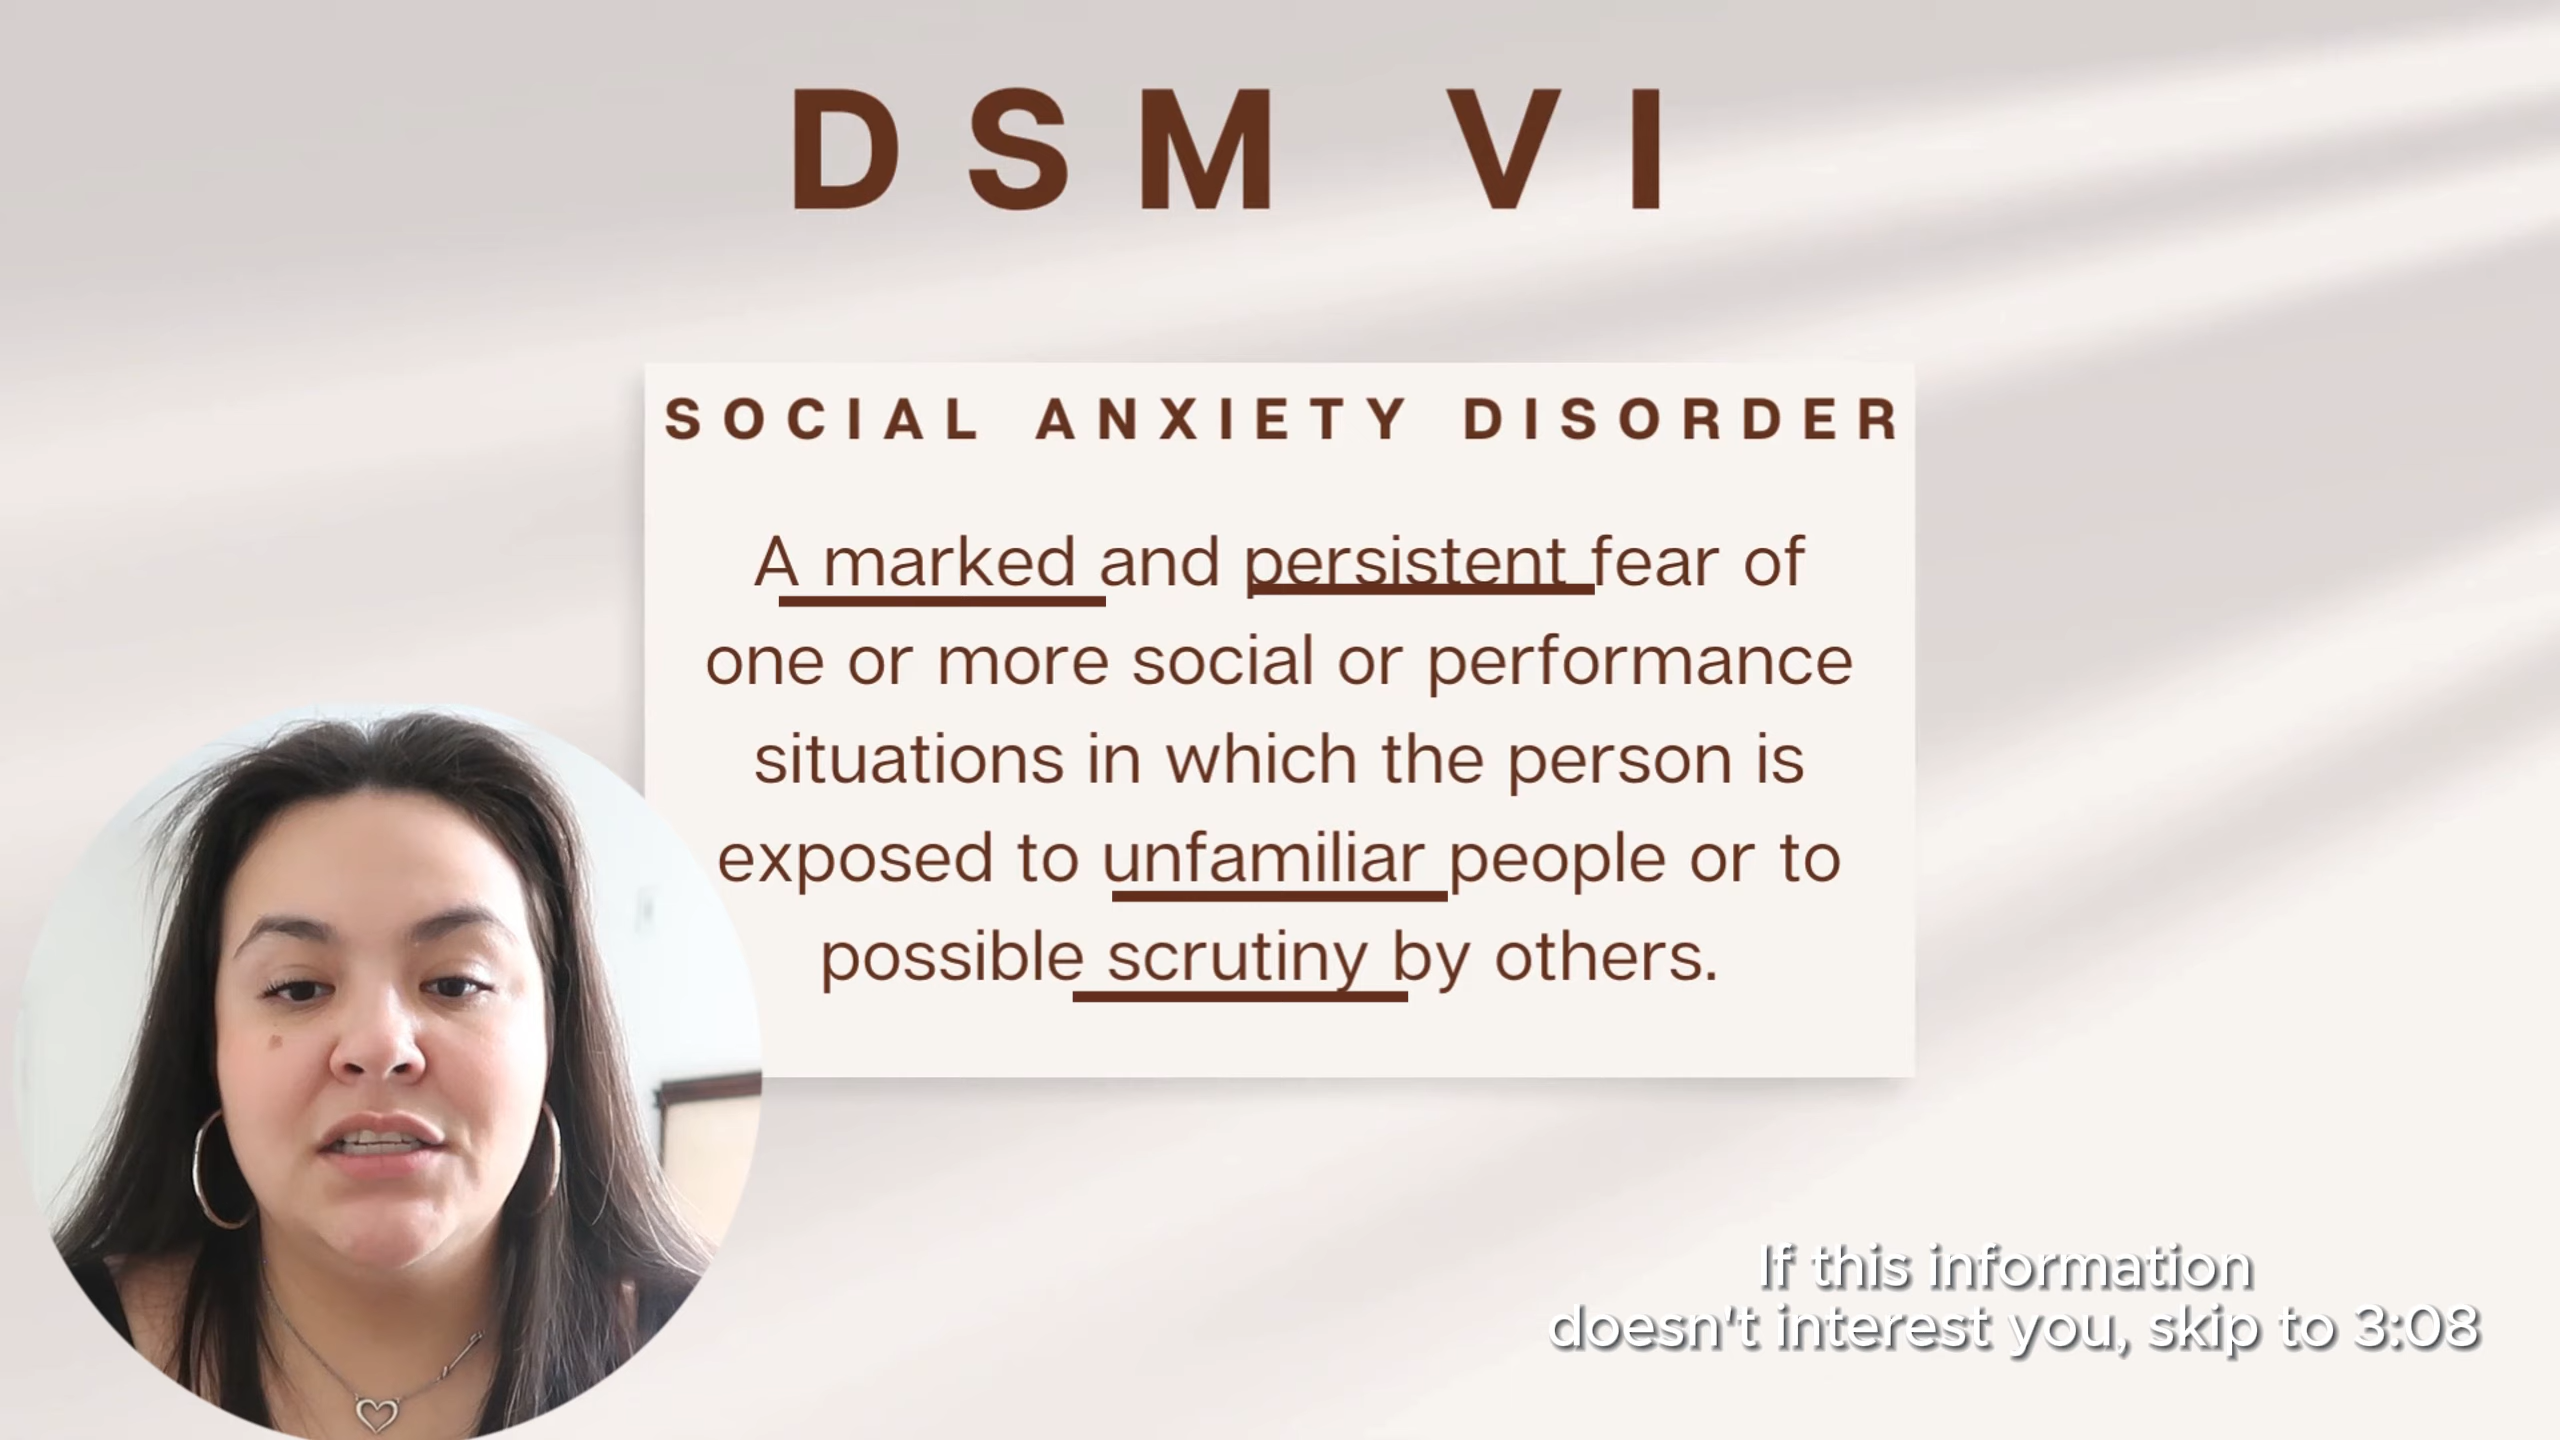 DSM VI
SOCIAL ANXIETY DISORDER
A marked and persistent fear of
one or more social or performance
situations in which the person is
exposed to unfamiliar people or to
possible scrutiny by others.
If this information
doesn't interest you, skip to 3:08